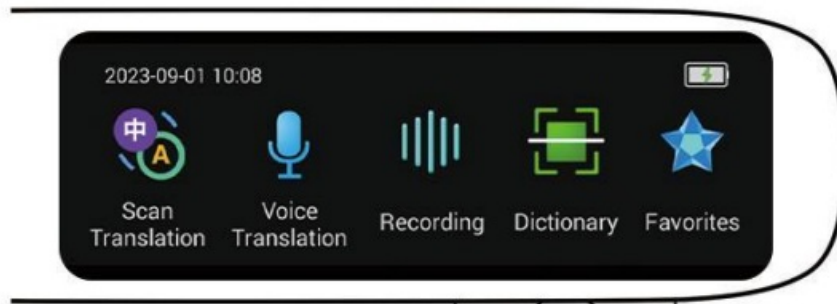 2023-09-01 10:08
中 A
Scan Translation
Voice Translation
Recording
Dictionary
Favorites